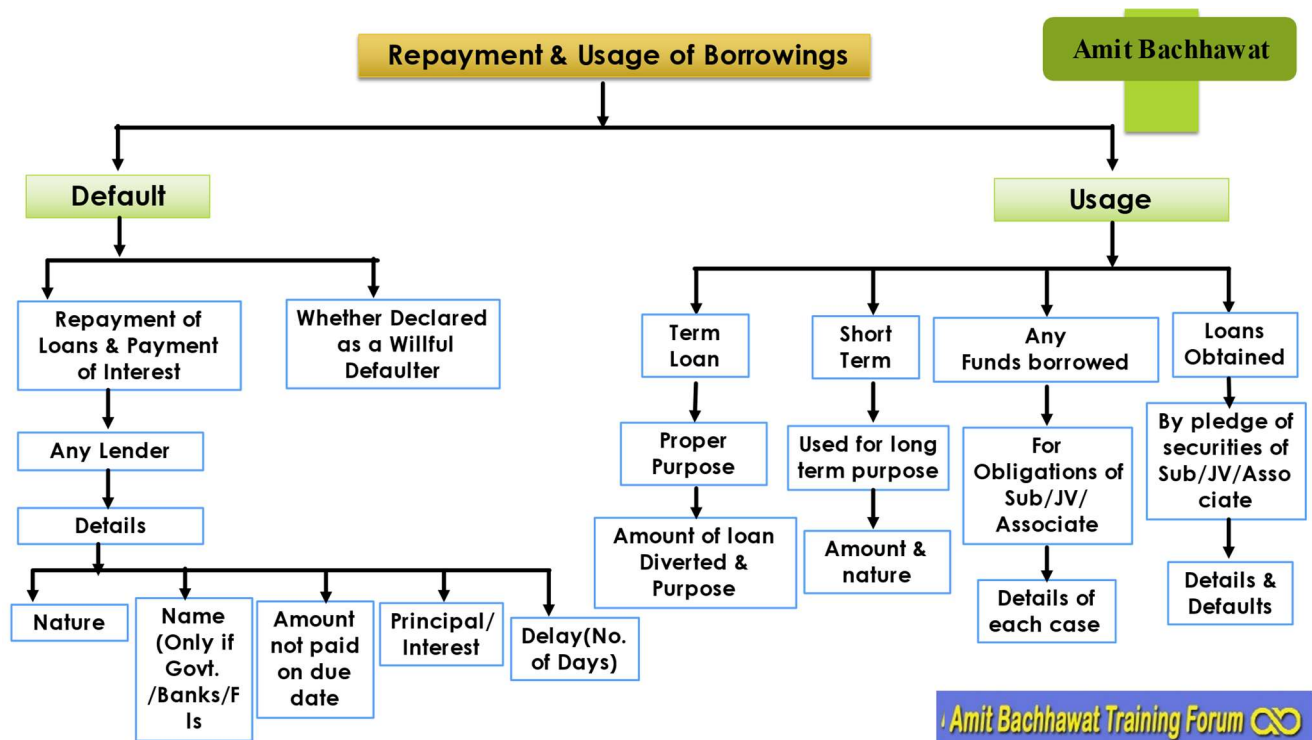 Repayment & Usage of Borrowings
Amit Bachhawat
Default
Usage
Repayment of
Loans & Payment
of Interest
Whether Declared
as a Willful
Defaulter
Term
Loan
Short
Term
Any
Funds borrowed
Loans
Obtained
Any Lender
Proper
Purpose
Used for long
term purpose
For
Obligations of
Sub/JV/
Associate
By pledge of
securities of
Sub/JV/Asso
ciate
Details
Amount of loan
Diverted &
Purpose
Amount &
nature
Details of
each case
Details &
Defaults
Nature
Name
(Only if
Govt.
/Banks/F
Is
Amount
not paid
on due
date
Principal/
Interest
Delay(No.
of Days)
Amit Bachhawat Training Forum